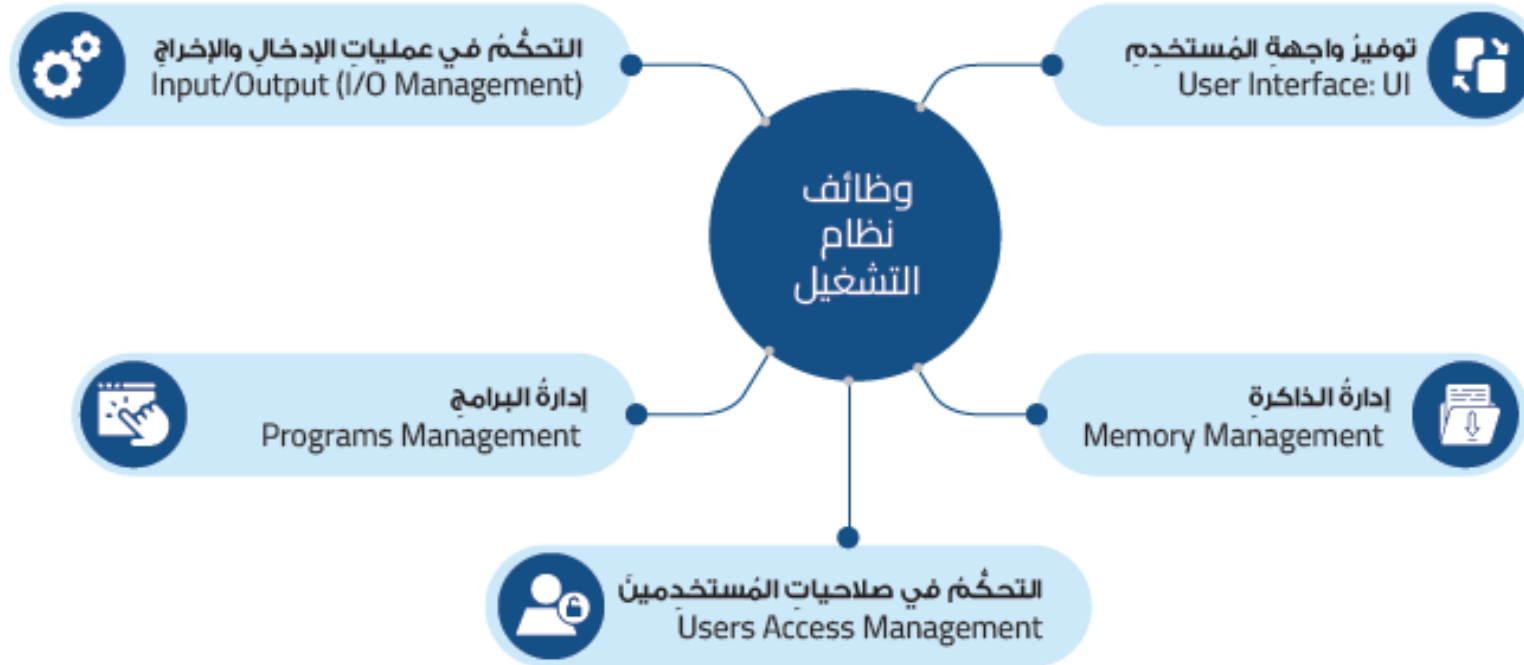 وظائف
نظام
التشغيل
توفيرُ واجهةِ المُستخدِمِ
User Interface: UI
التحكُّمُ في عملياتِ الإدخالِ والإخراجِ
Input/Output (I/O Management)
إدارةُ الذاكرةِ
Memory Management
إدارةُ البرامجِ
Programs Management
التحكُّمُ في صلاحياتِ المُستخدِمينَ
Users Access Management